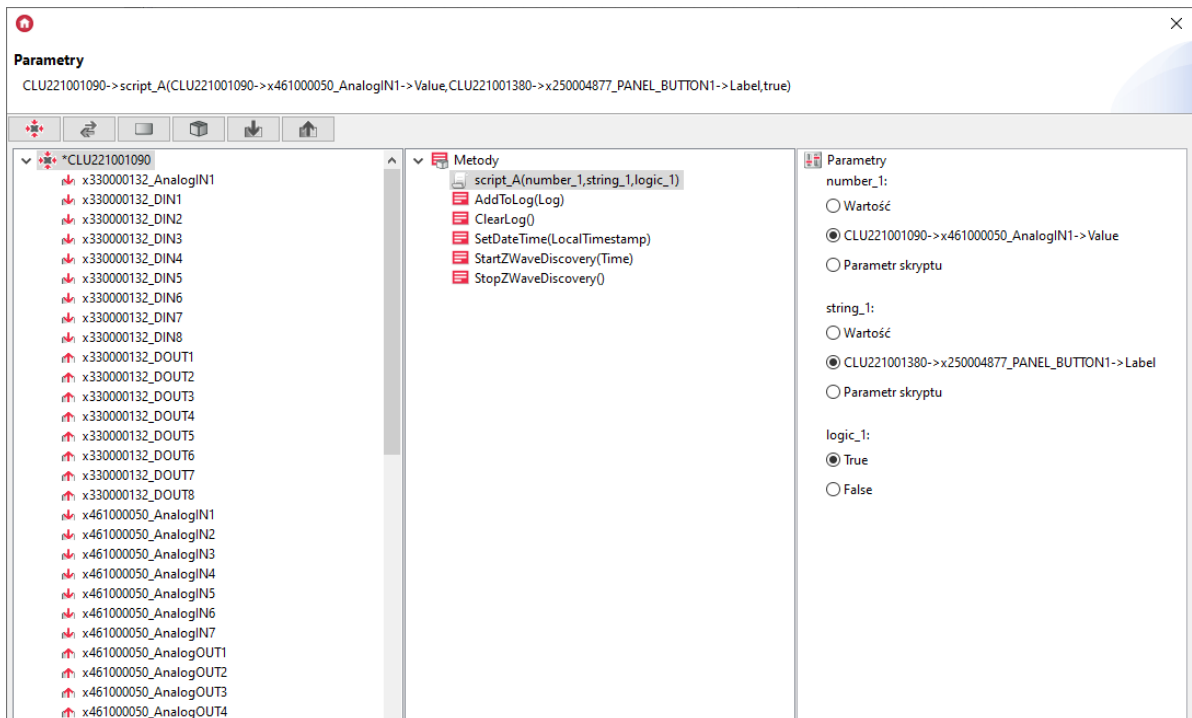 Parametry
CLU221001090->script_A(CLU221001090->x461000050_AnalogIN1->Value,CLU221001380->x250004877_PANEL_BUTTON1->Label,true)
*CLU221001090
x330000132_AnalogIN1
x330000132_DIN1
x330000132_DIN2
x330000132_DIN3
x330000132_DIN4
x330000132_DIN5
x330000132_DIN6
x330000132_DIN7
x330000132_DIN8
x330000132_DOUT1
x330000132_DOUT2
x330000132_DOUT3
x330000132_DOUT4
x330000132_DOUT5
x330000132_DOUT6
x330000132_DOUT7
x330000132_DOUT8
x461000050_AnalogIN1
x461000050_AnalogIN2
x461000050_AnalogIN3
x461000050_AnalogIN4
x461000050_AnalogIN5
x461000050_AnalogIN6
x461000050_AnalogIN7
x461000050_AnalogOUT1
x461000050_AnalogOUT2
x461000050_AnalogOUT3
x461000050_AnalogOUT4
Metody
script_A(number_1,string_1,logic_1)
AddToLog(Log)
ClearLog()
SetDateTime(LocalTimestamp)
StartZWaveDiscovery(Time)
StopZWaveDiscovery()
Parametry
number_1:
Wartość
CLU221001090->x461000050_AnalogIN1->Value
Parametr skryptu
string_1:
Wartość
CLU221001380->x250004877_PANEL_BUTTON1->Label
Parametr skryptu
logic_1:
True
False